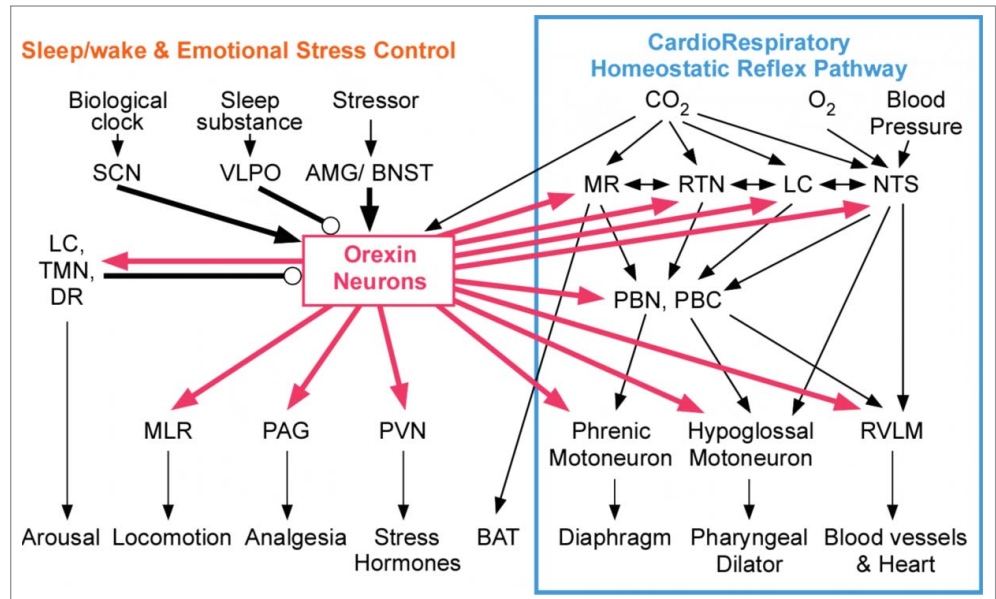 Sleep/wake & Emotional Stress Control
CardioRespiratory
Homeostatic Reflex Pathway
Biological
clock
Sleep
substance
Stressor
CO2
O2
Blood
Pressure
SCN
VLPO
AMG/ BNST
MR
RTN
LC
NTS
LC,
TMN,
DR
Orexin
Neurons
PBN, PBC
MLR
PAG
PVN
Phrenic
Motoneuron
Hypoglossal
Motoneuron
RVLM
Arousal
Locomotion
Analgesia
Stress
Hormones
BAT
Diaphragm
Pharyngeal
Dilator
Blood vessels
& Heart